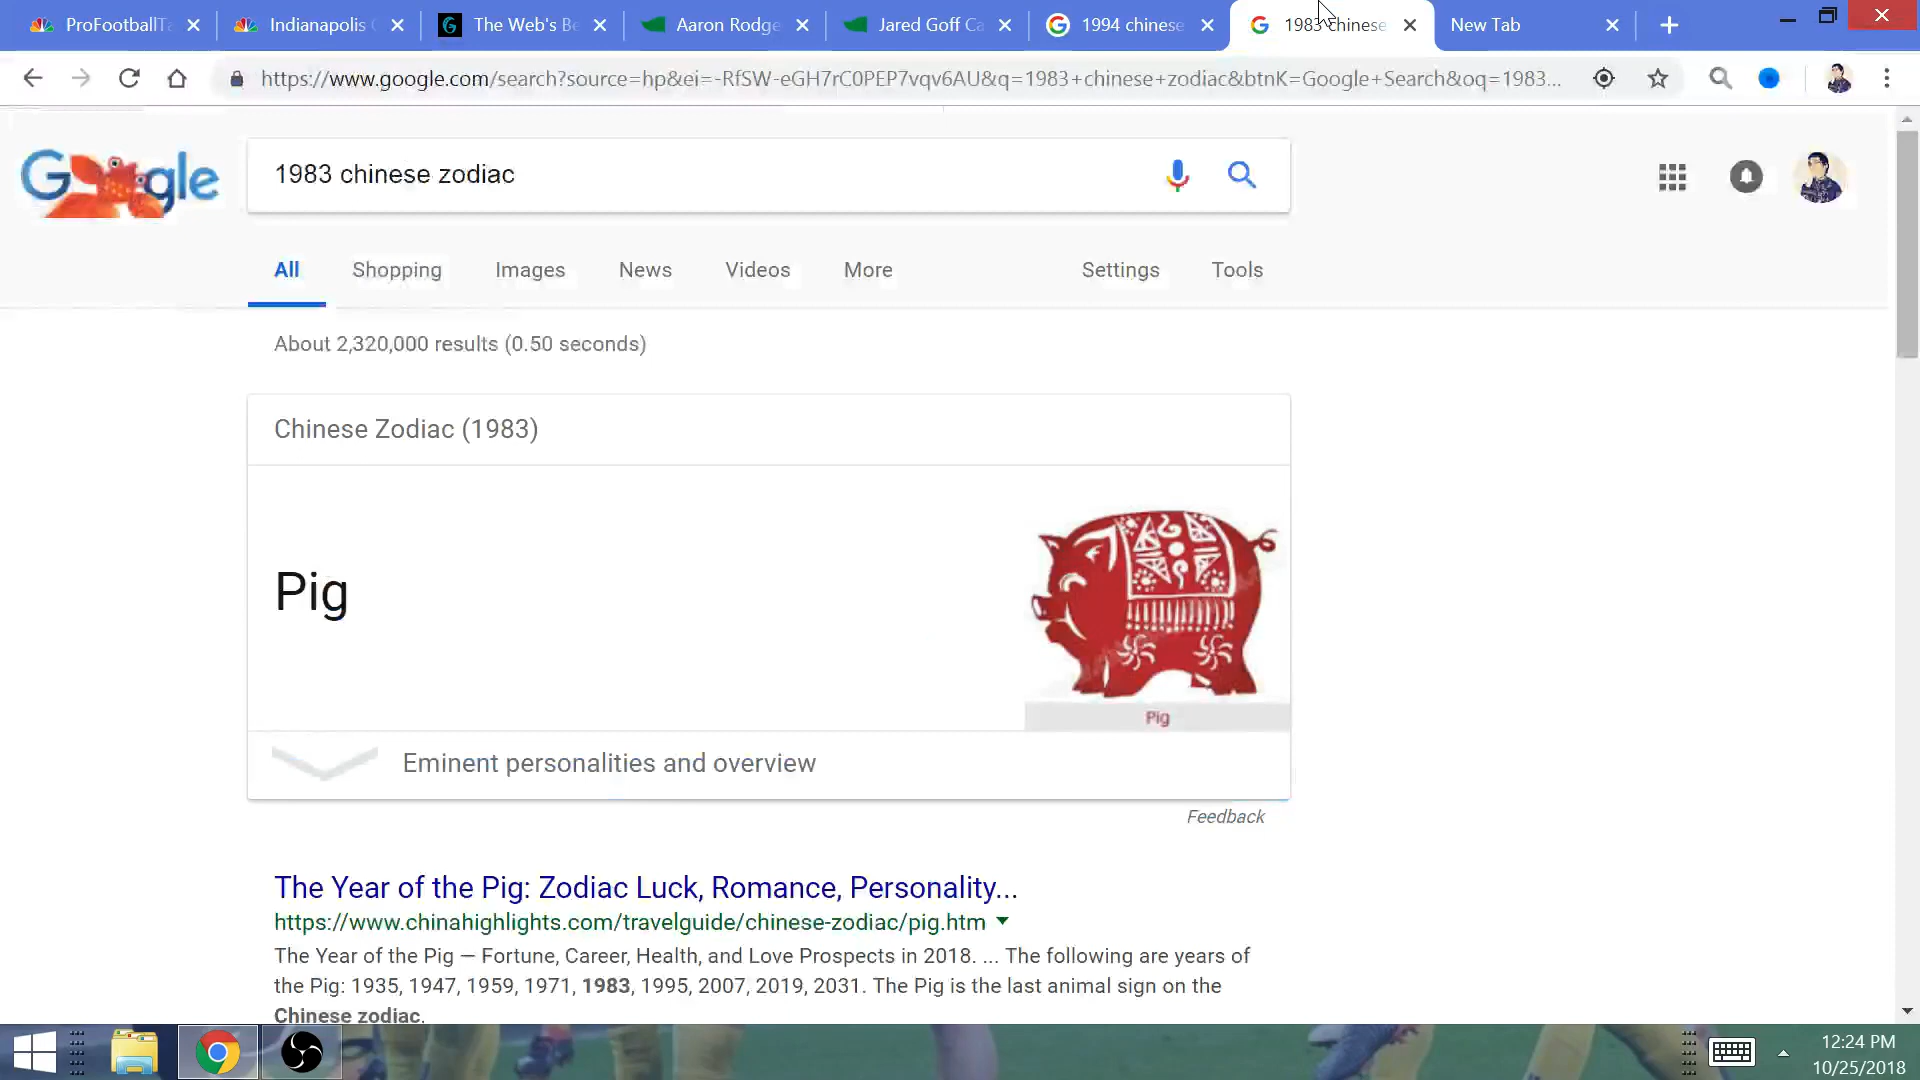 ProFootballT
Indianapolis
The Web's Be
Aaron Rodge
Jared Goff Ca
1994 chinese
1983 chinese
New Tab
https://www.google.com/search?source=hp&ei=-RfSW-eGH7rC0PEP7vqv6AU&q=1983+chinese+zodiac&btnK=Google+Search&oq=1983...
Google
1983 chinese zodiac
All
Shopping
Images
News
Videos
More
Settings
Tools
About 2,320,000 results (0.50 seconds)
Chinese Zodiac (1983)
Pig
Pig
Eminent personalities and overview
Feedback
The Year of the Pig: Zodiac Luck, Romance, Personality...
https://www.chinahighlights.com/travelguide/chinese-zodiac/pig.htm
The Year of the Pig — Fortune, Career, Health, and Love Prospects in 2018. ... The following are years of
the Pig: 1935, 1947, 1959, 1971, 1983, 1995, 2007, 2019, 2031. The Pig is the last animal sign on the
Chinese zodiac.
12:24 PM
10/25/2018